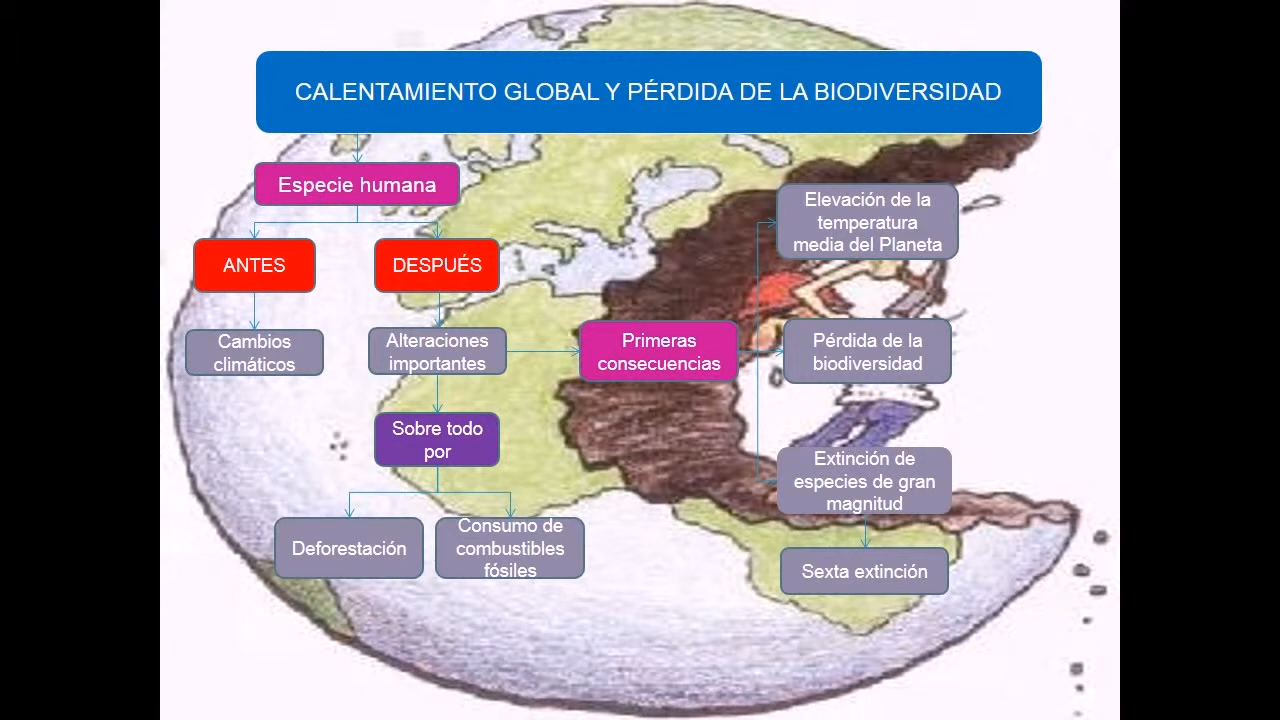 CALENTAMIENTO GLOBAL Y PÉRDIDA DE LA BIODIVERSIDAD
Especie humana
ANTES
DESPUÉS
Cambios
climáticos
Alteraciones
importantes
Sobre todo
por
Deforestación
Consumo de
combustibles
fósiles
Primeras
consecuencias
Elevación de la
temperatura
media del Planeta
Pérdida de la
biodiversidad
Extinción de
especies de gran
magnitud
Sexta extinción